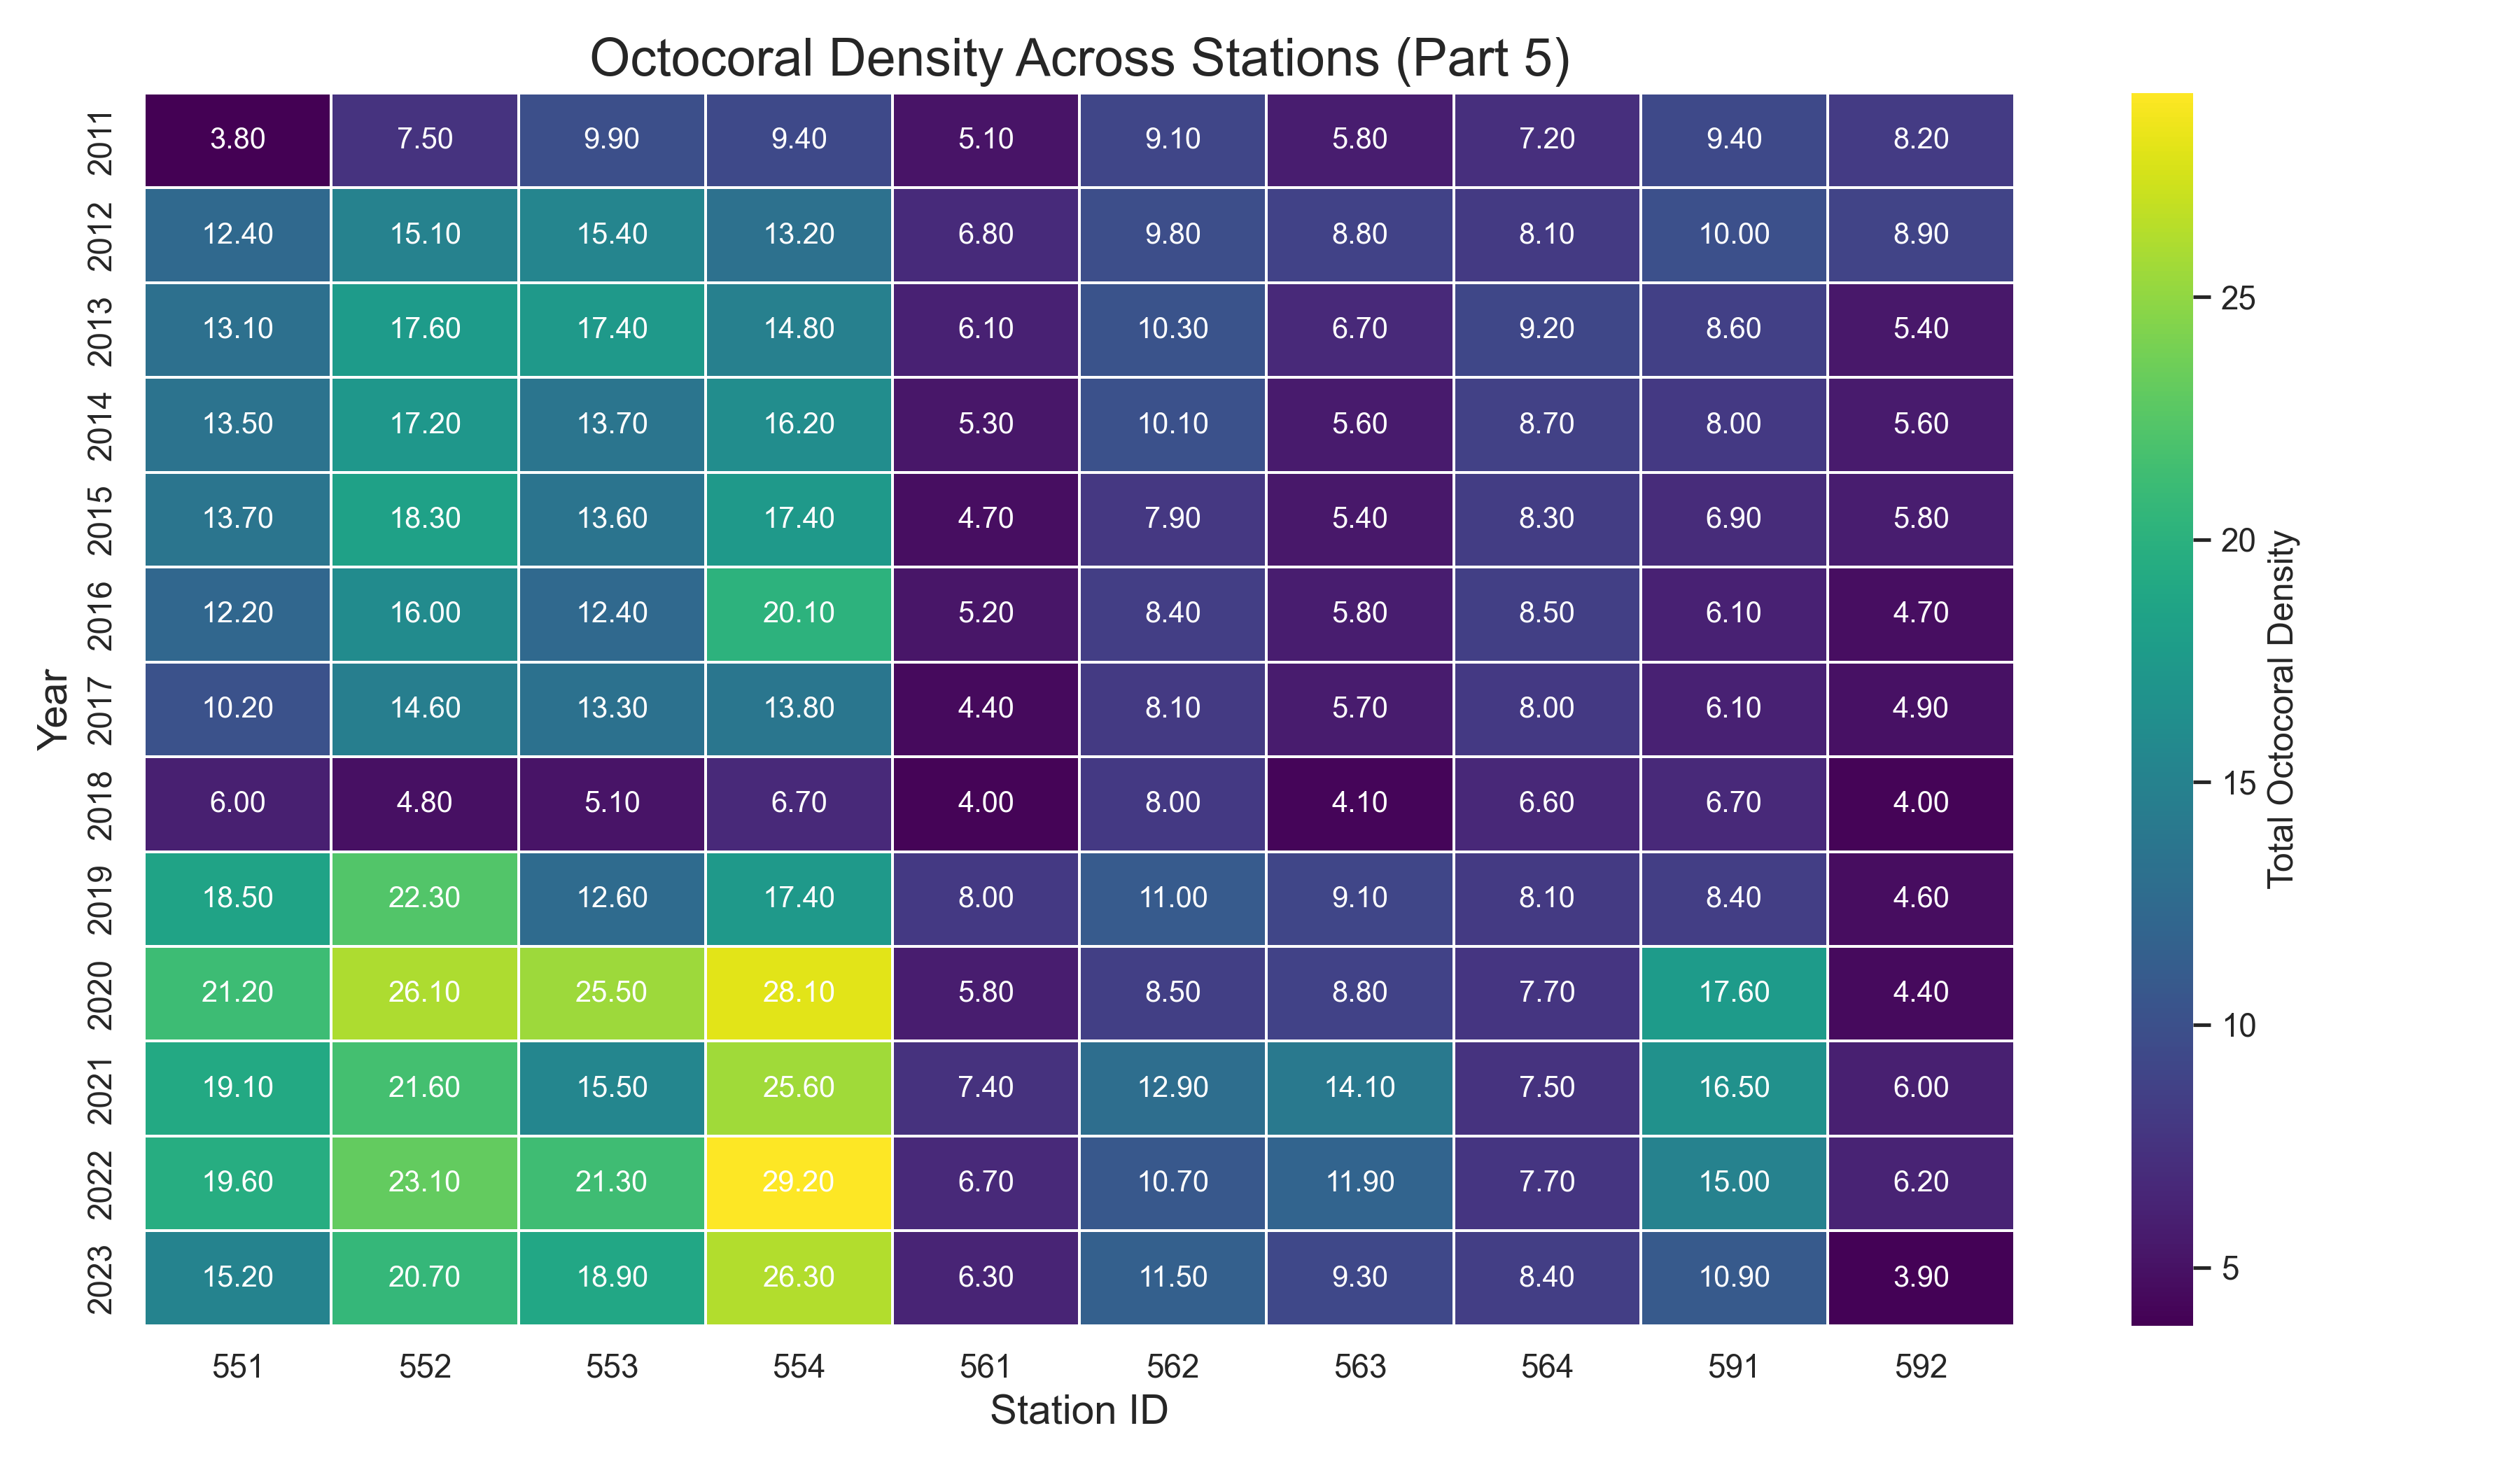 Octocoral Density Across Stations (Part 5)
2011 3.80 7.50 9.90 9.40 5.10 9.10 5.80 7.20 9.40 8.20
2012 12.40 15.10 15.40 13.20 6.80 9.80 8.80 8.10 10.00 8.90
2013 13.10 17.60 17.40 14.80 6.10 10.30 6.70 9.20 8.60 5.40
2014 13.50 17.20 13.70 16.20 5.30 10.10 5.60 8.70 8.00 5.60
2015 13.70 18.30 13.60 17.40 4.70 7.90 5.40 8.30 6.90 5.80
2016 12.20 16.00 12.40 20.10 5.20 8.40 5.80 8.50 6.10 4.70
2017 10.20 14.60 13.30 13.80 4.40 8.10 5.70 8.00 6.10 4.90
2018 6.00 4.80 5.10 6.70 4.00 8.00 4.10 6.60 6.70 4.00
2019 18.50 22.30 12.60 17.40 8.00 11.00 9.10 8.10 8.40 4.60
2020 21.20 26.10 25.50 28.10 5.80 8.50 8.80 7.70 17.60 4.40
2021 19.10 21.60 15.50 25.60 7.40 12.90 14.10 7.50 16.50 6.00
2022 19.60 23.10 21.30 29.20 6.70 10.70 11.90 7.70 15.00 6.20
2023 15.20 20.70 18.90 26.30 6.30 11.50 9.30 8.40 10.90 3.90
551 552 553 554 561 562 563 564 591 592
Station ID
Year
25
20
15
10
5
Total Octocoral Density